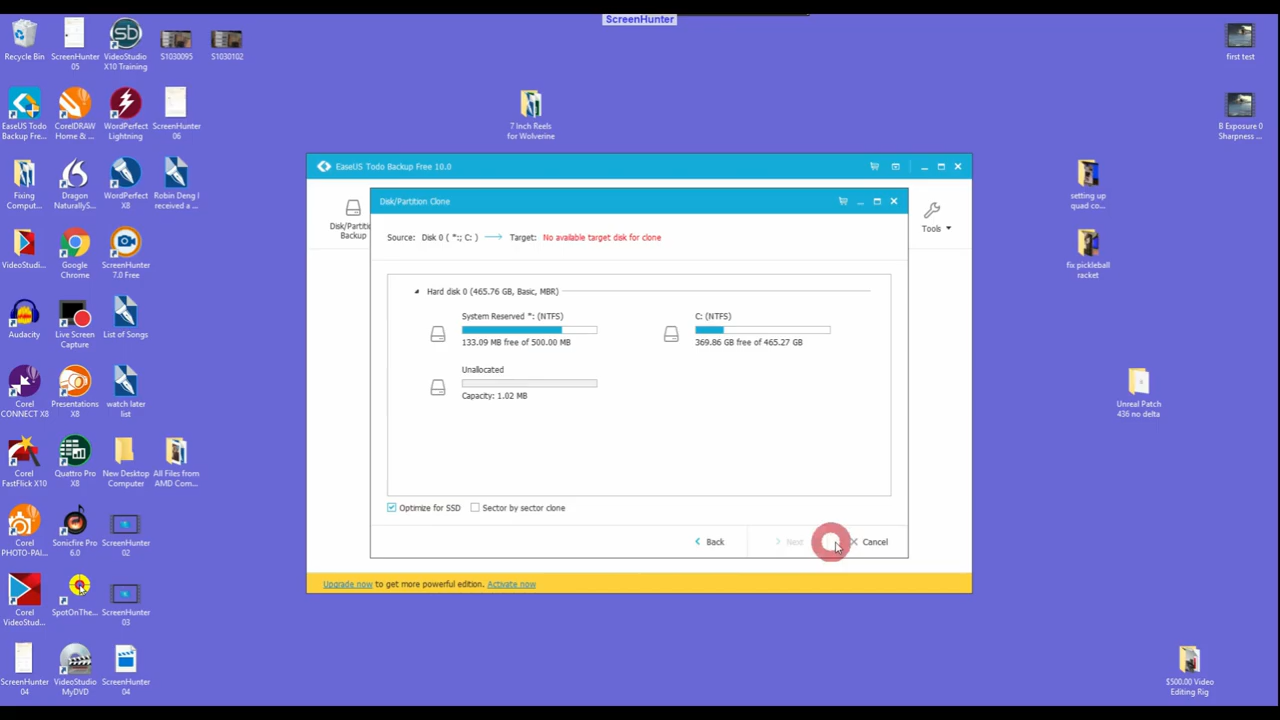 ScreenHunter
Recycle Bin
ScreenHunter
05
VideoStudio
X10 Training
S1030095
S1030102
first test
EaseUS Todo
Backup Fre...
CorelDRAW
Home & ...
WordPerfect
Lightning
ScreenHunter
06
7 Inch Reels
for Wolverine
B Exposure 0
Sharpness ...
Fixing
Comput...
Dragon
NaturallyS...
WordPerfect
X8
Robin Deng I
received a ...
setting up
quad co...
VideoStudi...
Google
Chrome
ScreenHunter
7.0 Free
fix pickleball
racket
Audacity
Live Screen
Capture
List of Songs
Corel
CONNECT X8
Presentations
X8
watch later
list
Unreal Patch
436 no delta
Corel
FastFlick X10
Quattro Pro
X8
New Desktop
Computer
All Files from
AMD Com...
Corel
PHOTO-PAI...
Sonicfire Pro
6.0
ScreenHunter
02
Corel
VideoStud...
SpotOnThe...
ScreenHunter
03
ScreenHunter
04
VideoStudio
MyDVD
ScreenHunter
04
$500.00 Video
Editing Rig
EaseUS Todo Backup Free 10.0
Disk/Partiti
Backup
Tools
Disk/Partition Clone
Source: Disk 0 ( *:; C: ) Target: No available target disk for clone
Hard disk 0 (465.76 GB, Basic, MBR)
System Reserved *: (NTFS)
133.09 MB free of 500.00 MB
C: (NTFS)
369.86 GB free of 465.27 GB
Unallocated
Capacity: 1.02 MB
Optimize for SSD Sector by sector clone
Back Next Cancel
Upgrade now to get more powerful edition. Activate now